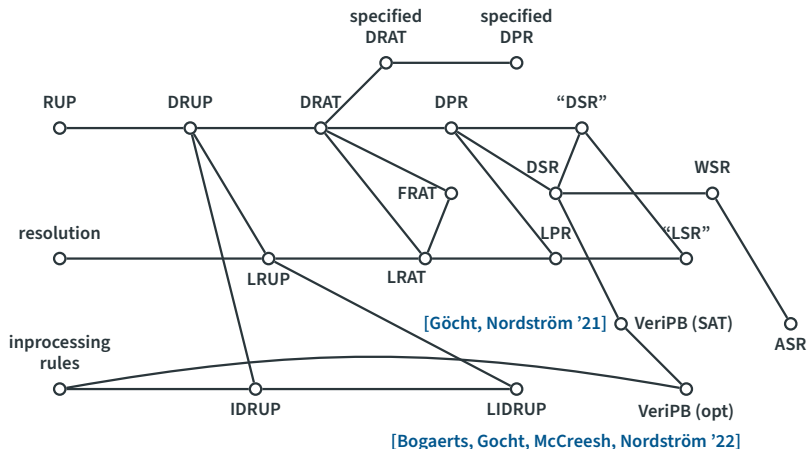 specified
DRAT
specified
DPR
RUP
DRUP
DRAT
DPR
“DSR”
DSR
WSR
FRAT
resolution
LPR
“LSR”
LRUP
LRAT
[Göcht, Nordström ’21]
VeriPB (SAT)
ASR
inprocessing
rules
IDRUP
LIDRUP
VeriPB (opt)
[Bogaerts, Gocht, McCreesh, Nordström ’22]